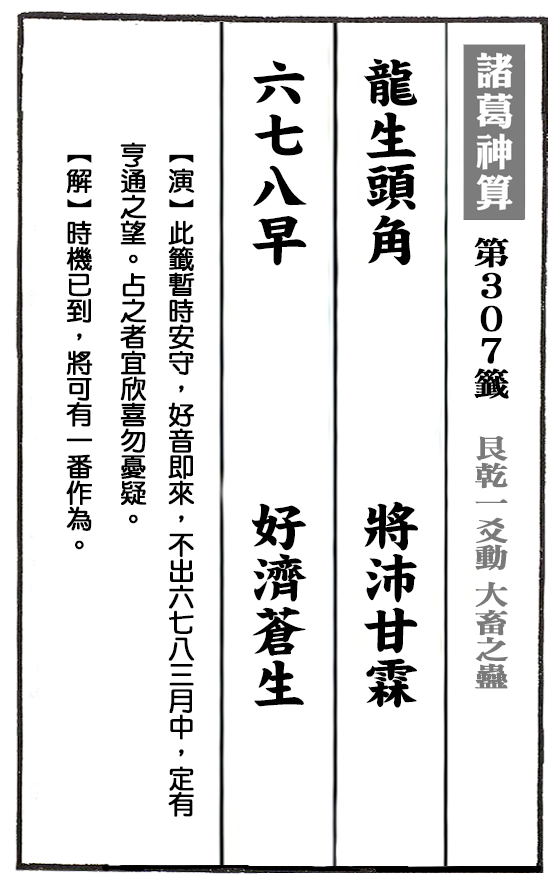 諸葛神算 第307籤 艮乾一爻動 大畜之蠱
龍生頭角 將沛甘霖
六七八早 好濟蒼生
【演】此籤暫時安守，好音即來，不出六七八三月中，定有
亨通之望。占之者宜欣喜勿憂疑。
【解】時機已到，將可有一番作為。